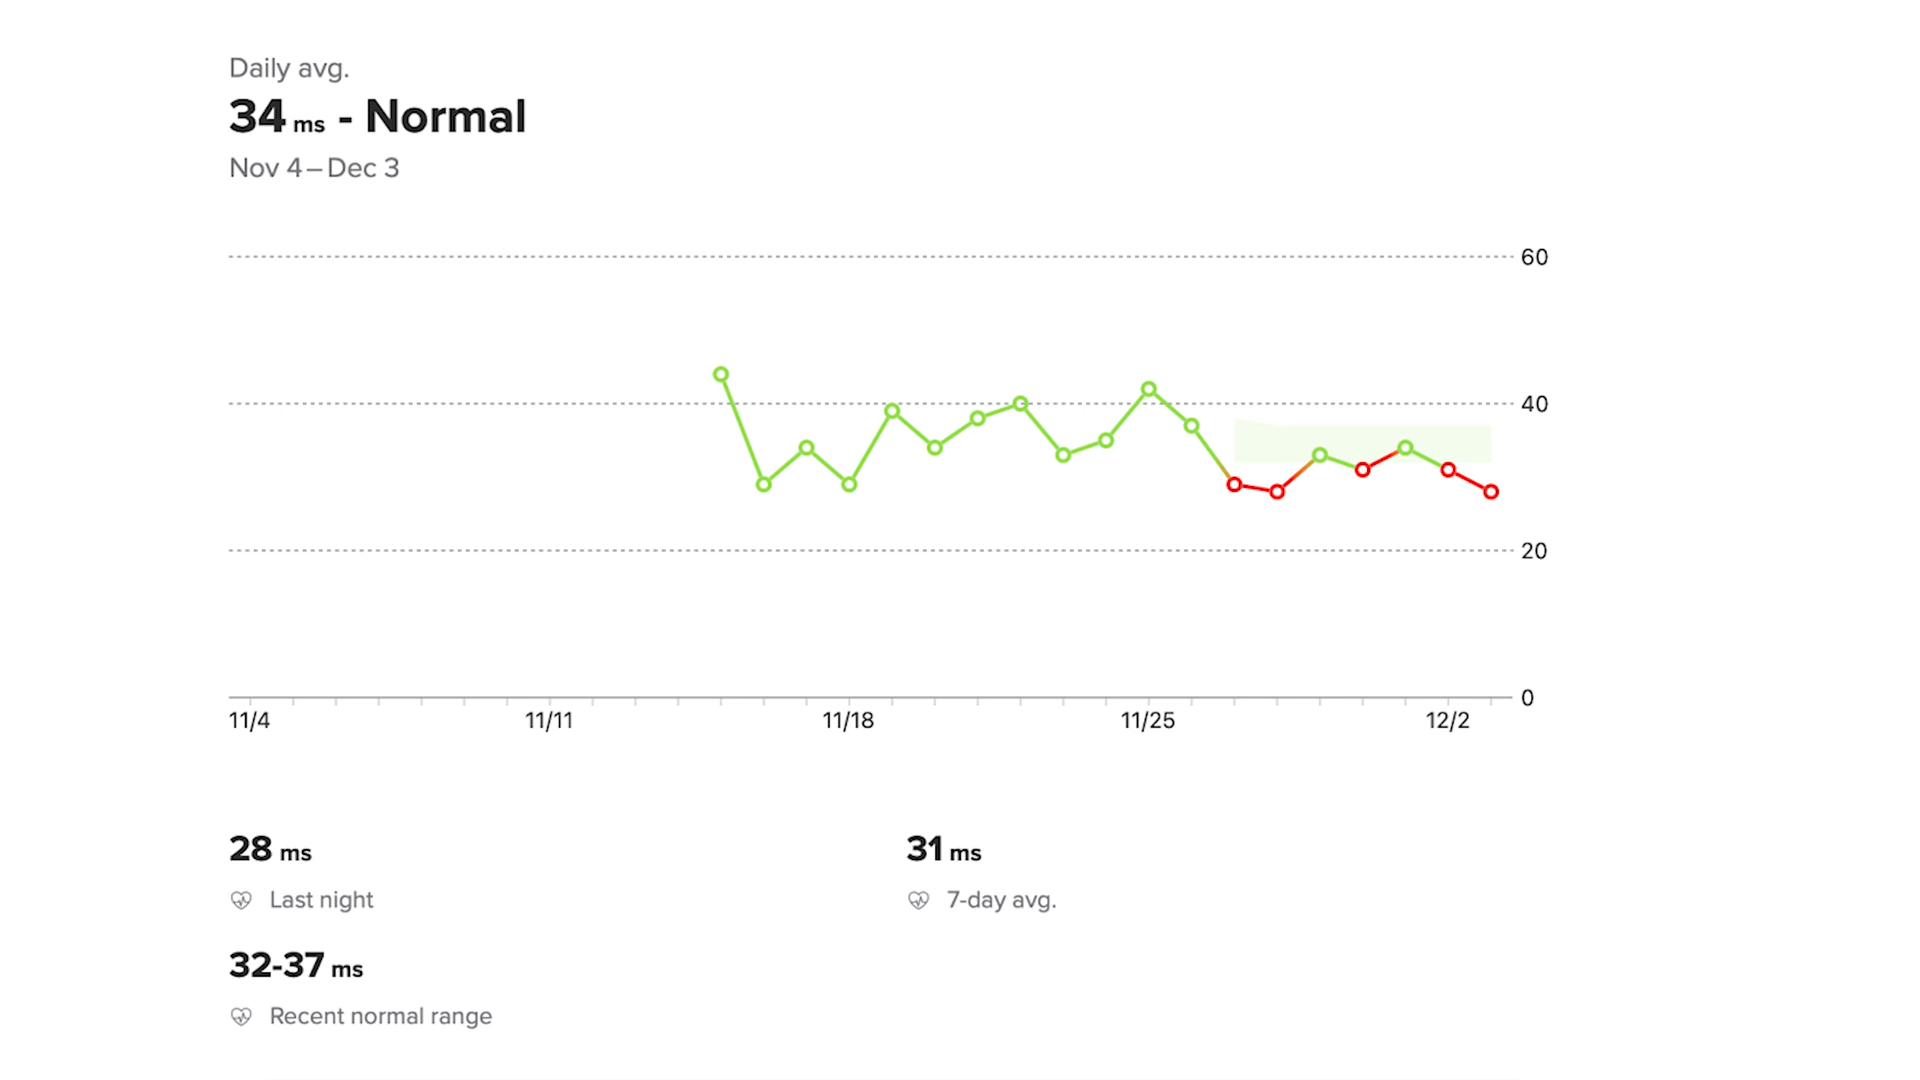 Daily avg.
34 ms - Normal
Nov 4 – Dec 3
60
40
20
0
11/4 11/11 11/18 11/25 12/2
28 ms
Last night
31 ms
7-day avg.
32-37 ms
Recent normal range